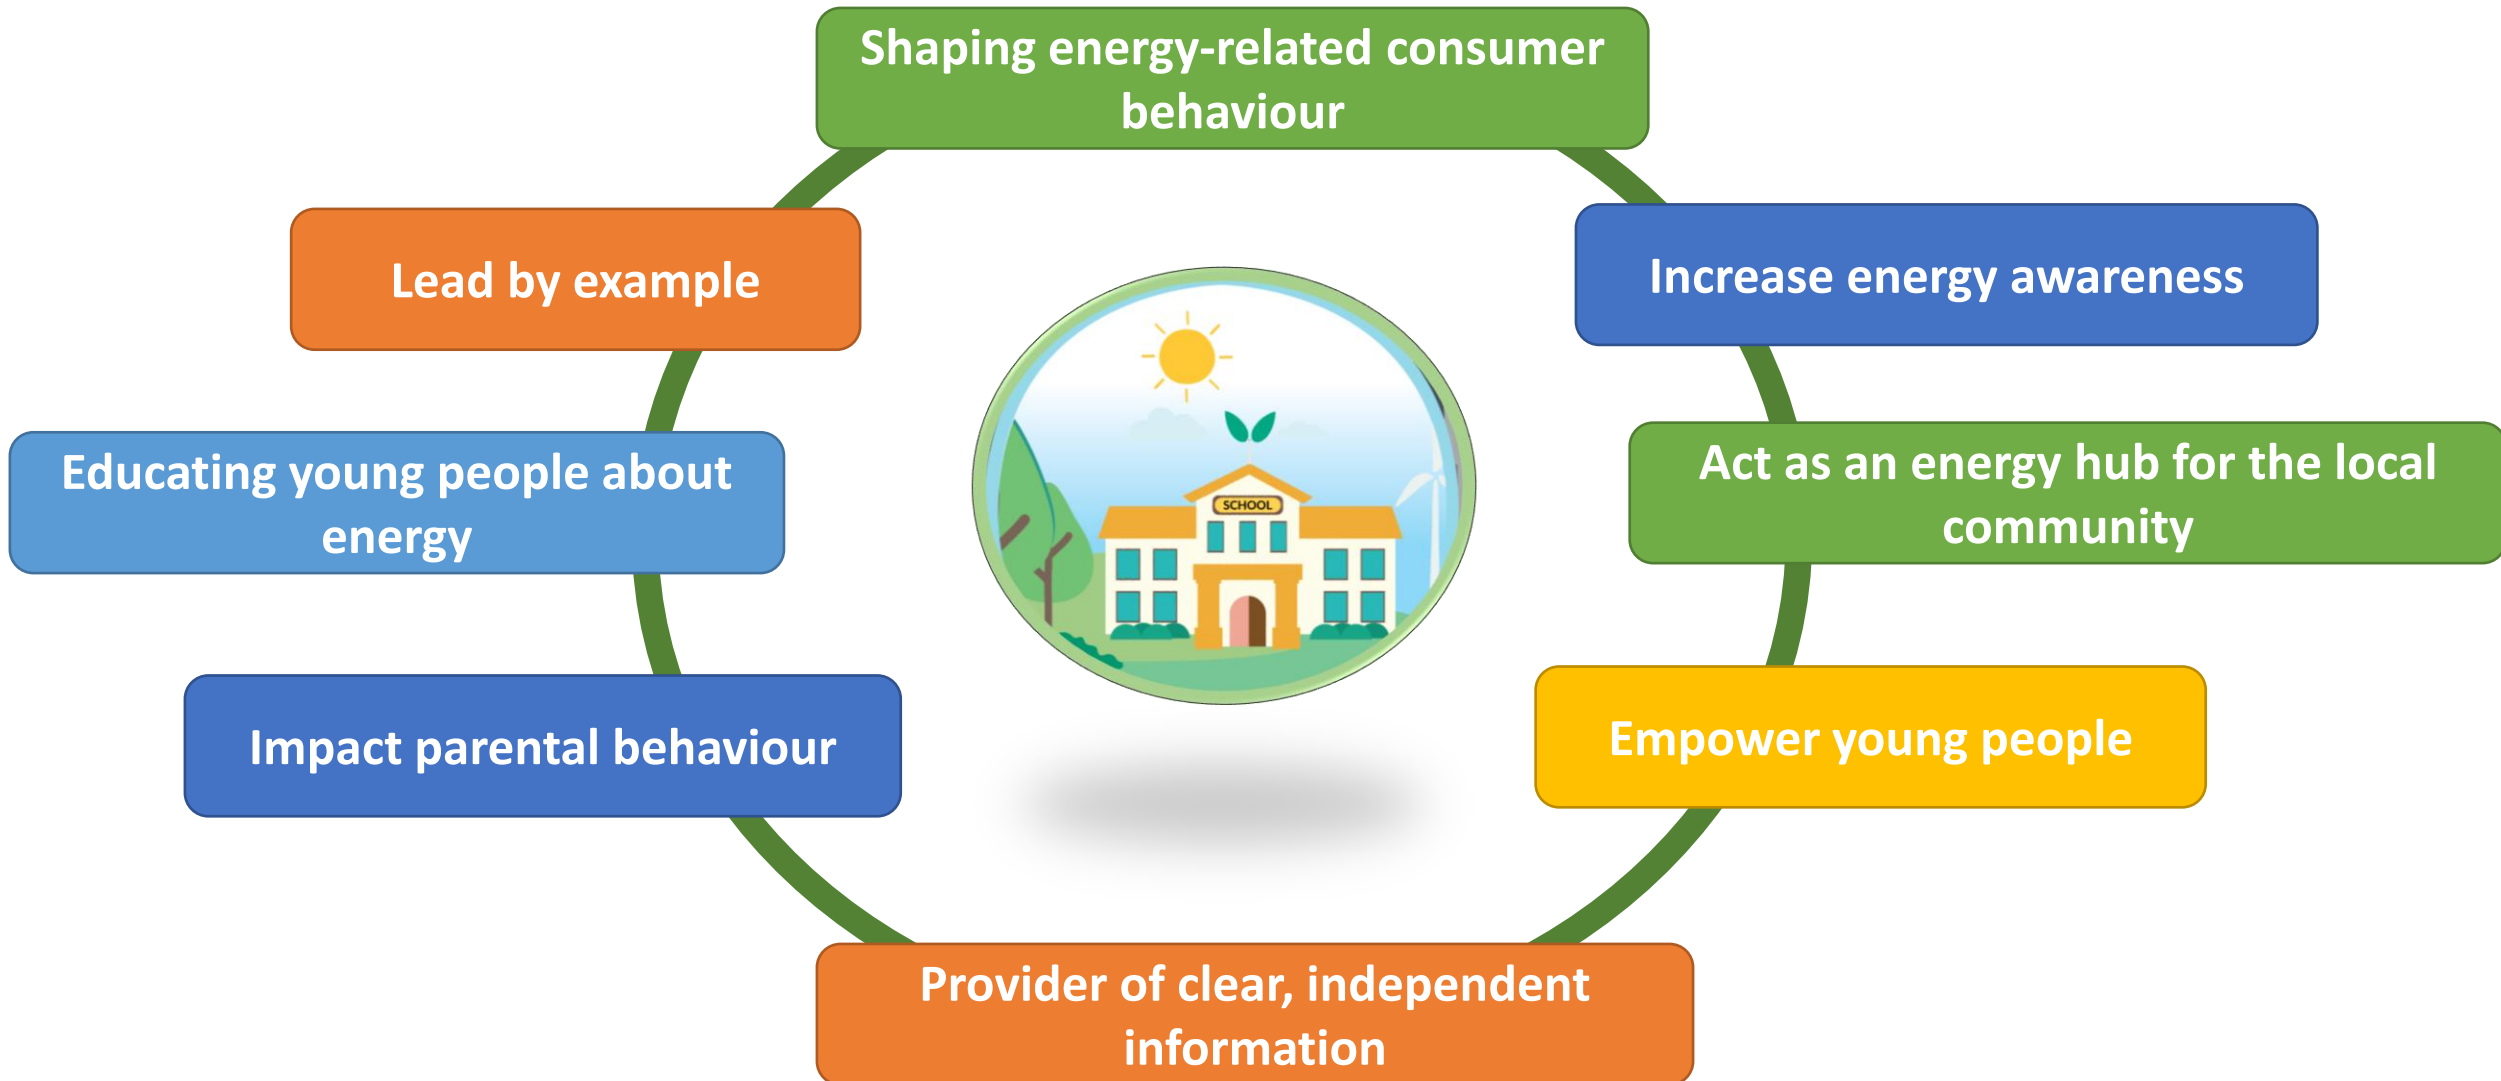 Shaping energy-related consumer
behaviour
Lead by example
Increase energy awareness
Educating young people about
energy
Act as an energy hub for the local
community
SCHOOL
Impact parental behaviour
Empower young people
Provider of clear, independent
information